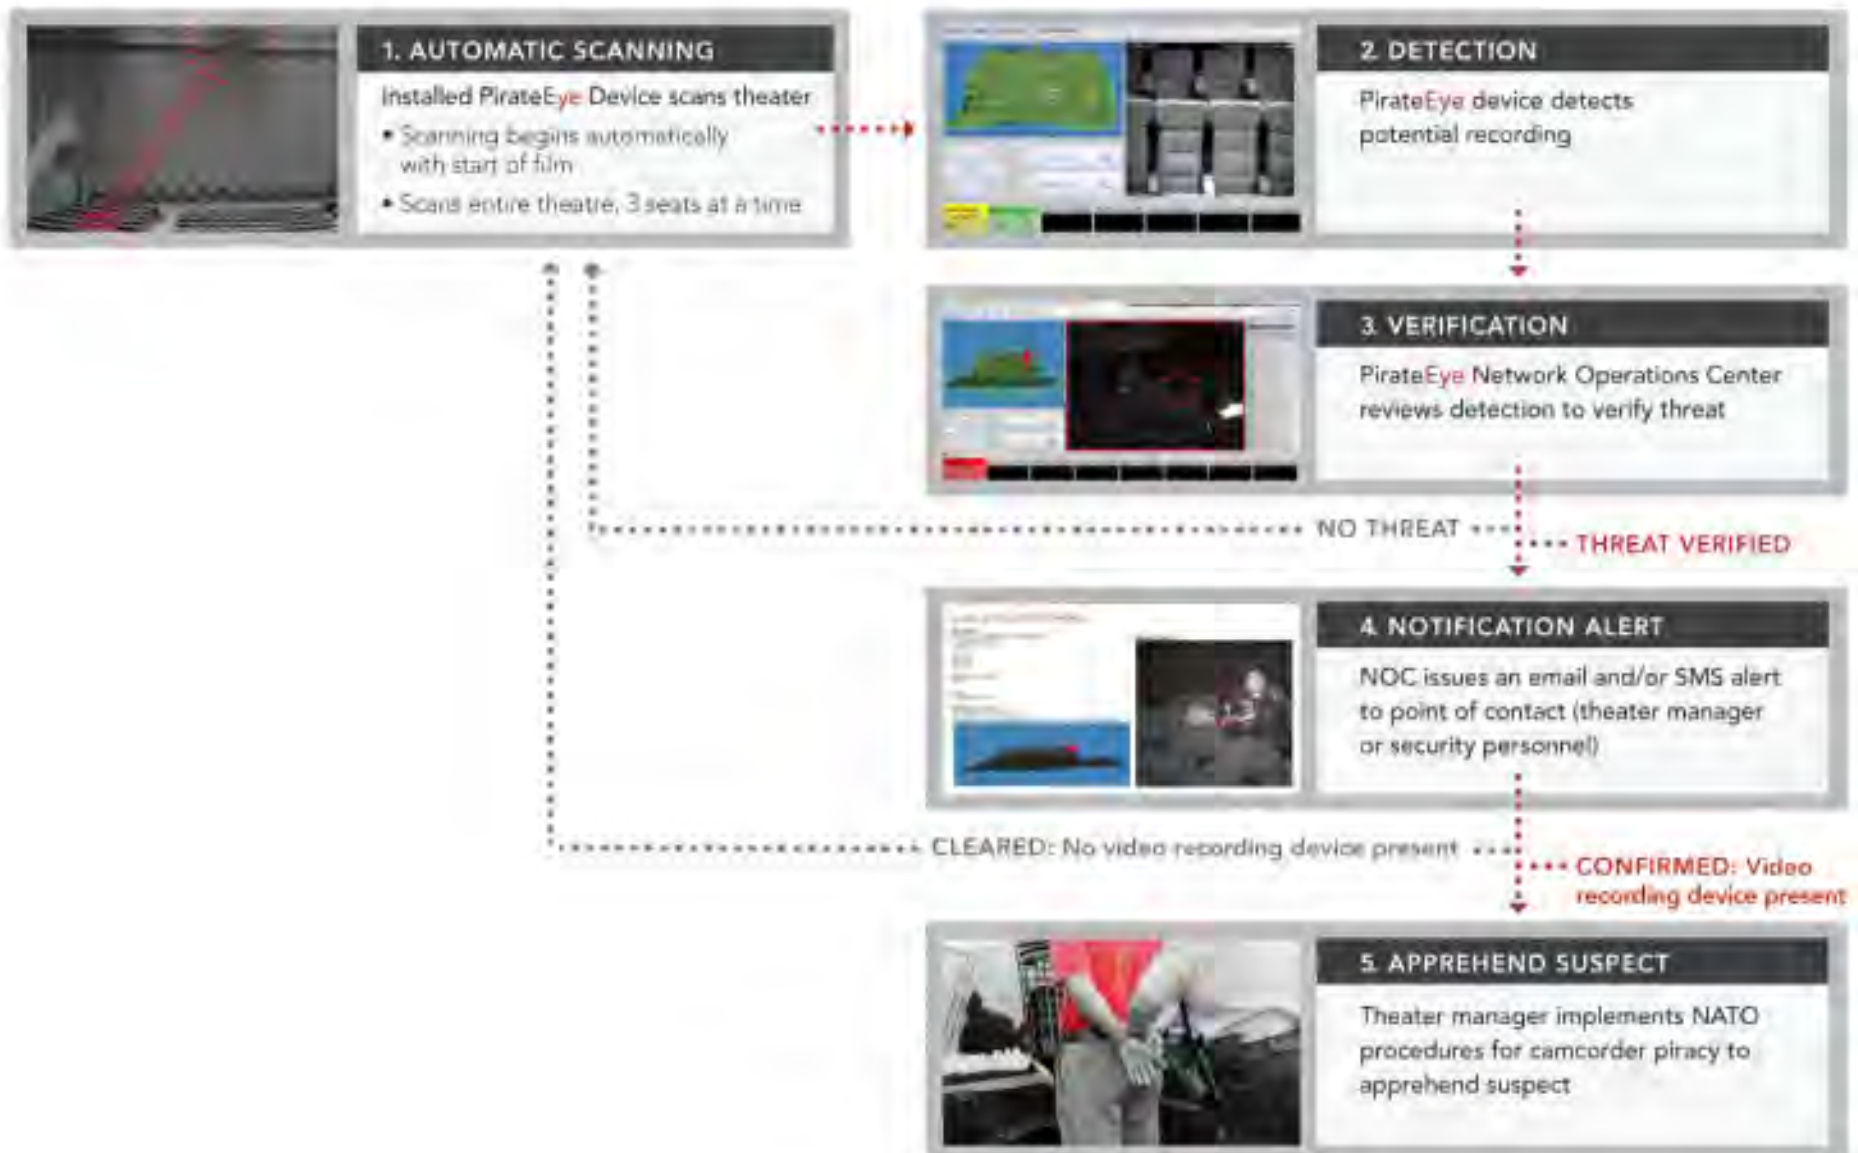 1. AUTOMATIC SCANNING
Installed PirateEye Device scans theater
• Scanning begins automatically
with start of film
• Scans entire theatre, 3 seats at a time
2. DETECTION
PirateEye device detects
potential recording
3. VERIFICATION
PirateEye Network Operations Center
reviews detection to verify threat
NO THREAT
THREAT VERIFIED
4. NOTIFICATION ALERT
NOC issues an email and/or SMS alert
to point of contact (theater manager
or security personnel)
CLEARED: No video recording device present
CONFIRMED: Video
recording device present
5. APPREHEND SUSPECT
Theater manager implements NATO
procedures for camcorder piracy to
apprehend suspect